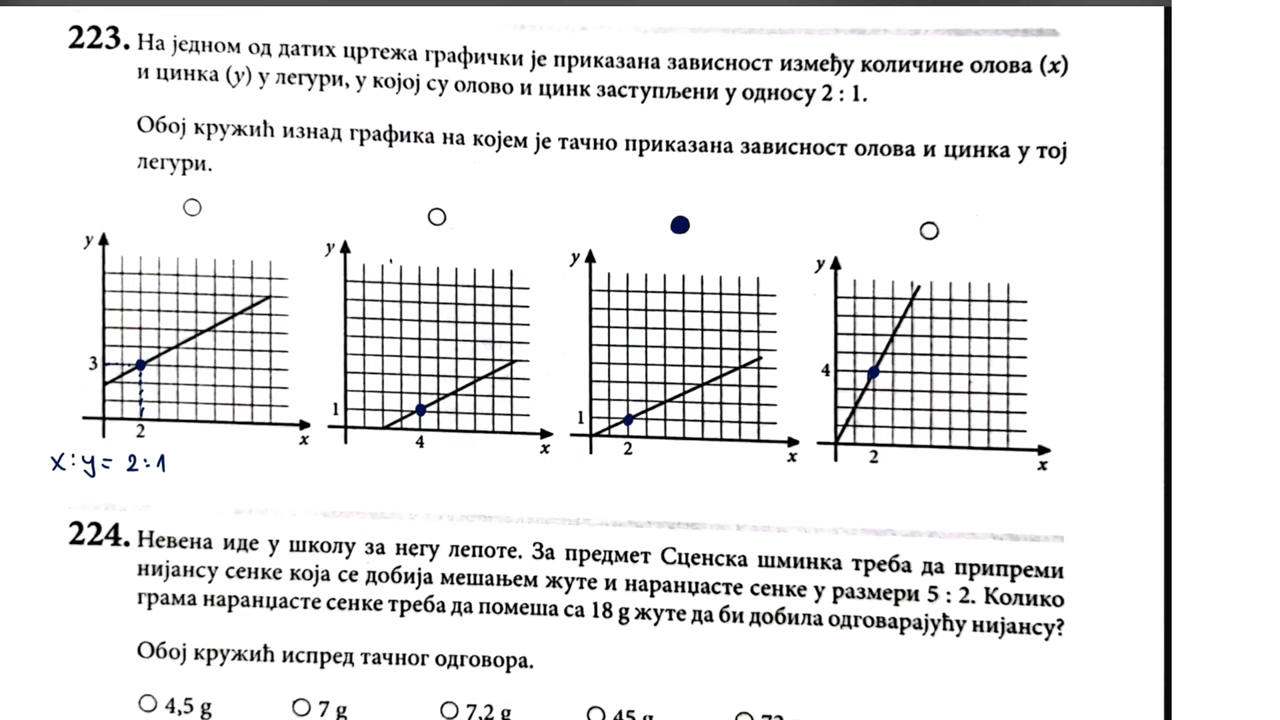 223. На једном од датих цртежа графички је приказана зависност између количине олова (x)
и цинка (y) у легури, у којој су олово и цинк заступљени у односу 2 : 1.
Обој кружић изнад графика на којем је тачно приказана зависност олова и цинка у тој
легури.
y y y y
3 1 1 4
2 x 4 x 2 x 2 x
x:y= 2:1
224. Невена иде у школу за негу лепоте. За предмет Сценска шминка треба да припреми
нијансу сенке која се добија мешањем жуте и наранџасте сенке у размери 5 : 2. Колико
грама наранџасте сенке треба да помеша са 18 g жуте да би добила одговарајућу нијансу?
Обој кружић испред тачног одговора.
4,5 g 7 g 7,2 g 45 g